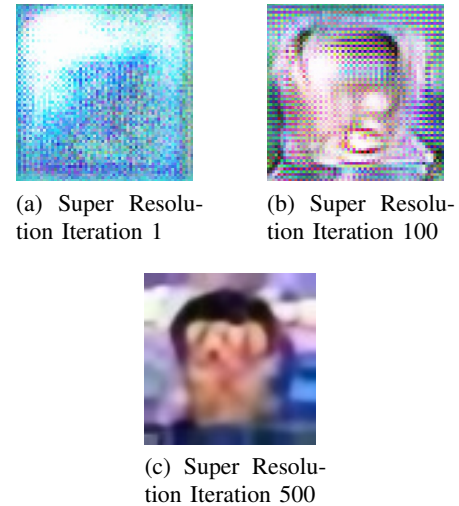 (a) Super Resolu-
tion Iteration 1
(b) Super Resolu-
tion Iteration 100
(c) Super Resolu-
tion Iteration 500